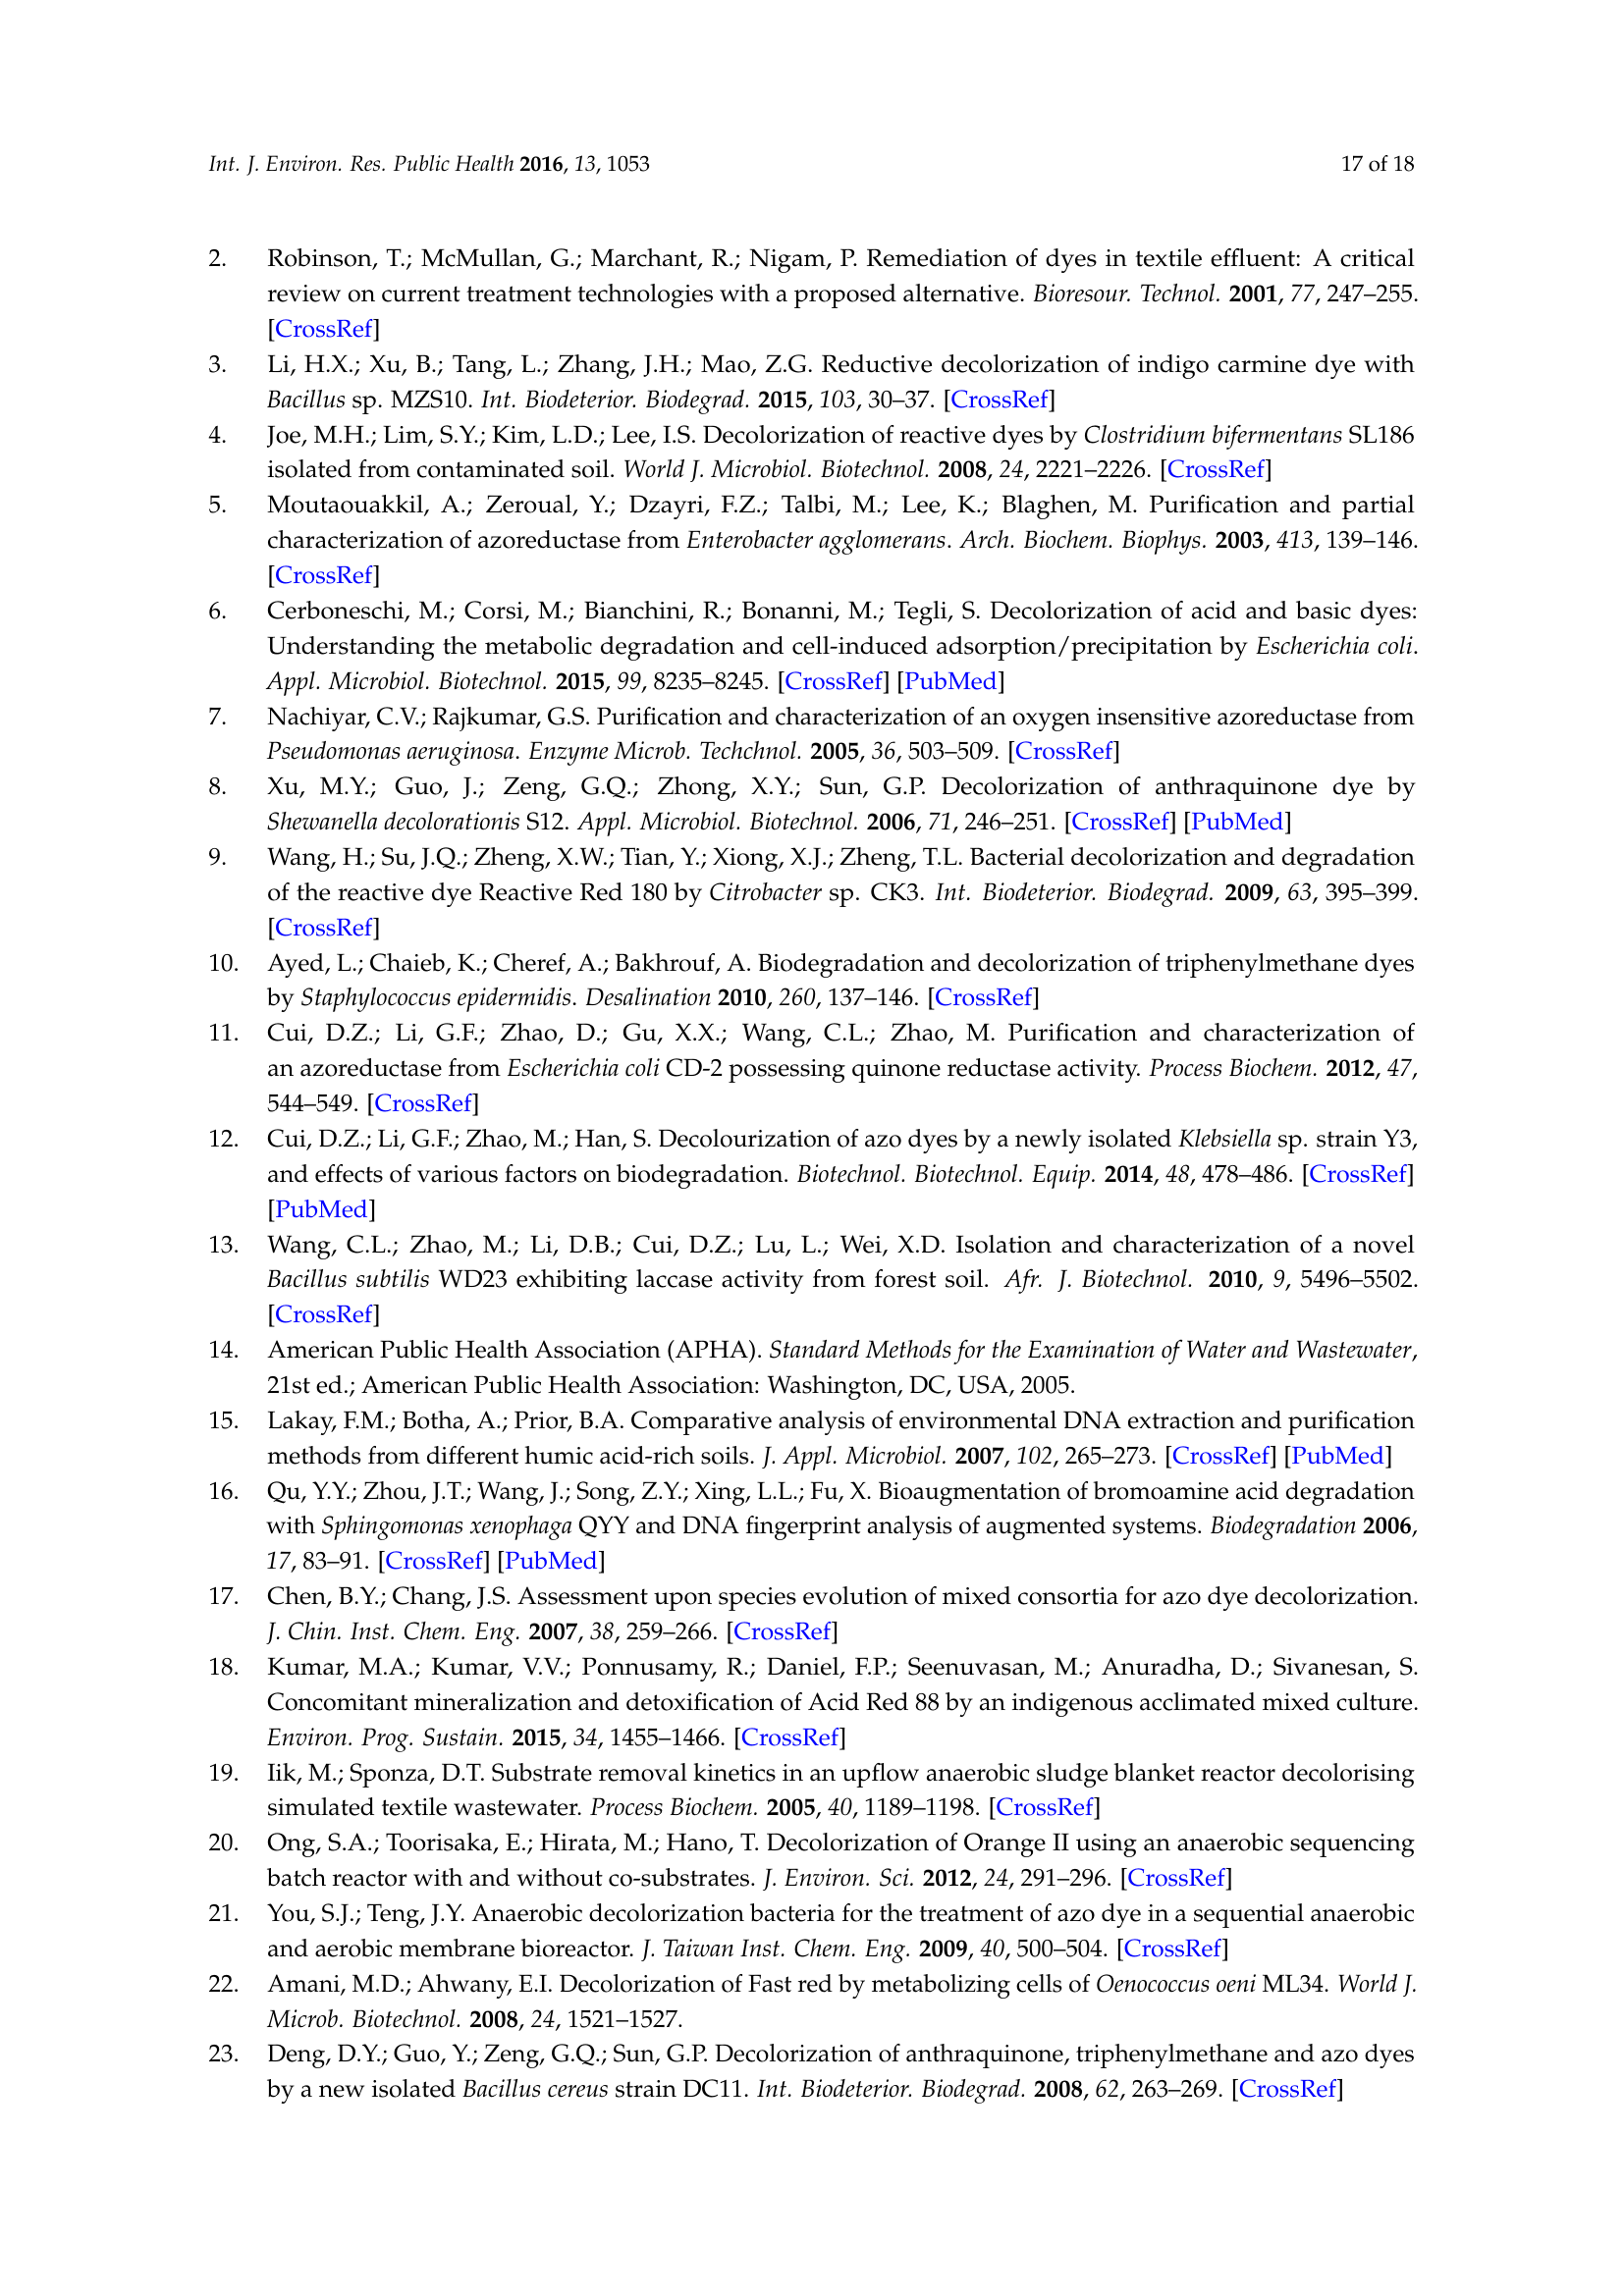 Int. J. Environ. Res. Public Health 2016, 13, 1053
17 of 18
2. Robinson, T.; McMullan, G.; Marchant, R.; Nigam, P. Remediation of dyes in textile effluent: A critical
review on current treatment technologies with a proposed alternative. Bioresour. Technol. 2001, 77, 247–255.
[CrossRef]
3. Li, H.X.; Xu, B.; Tang, L.; Zhang, J.H.; Mao, Z.G. Reductive decolorization of indigo carmine dye with
Bacillus sp. MZS10. Int. Biodeterior. Biodegrad. 2015, 103, 30–37. [CrossRef]
4. Joe, M.H.; Lim, S.Y.; Kim, L.D.; Lee, I.S. Decolorization of reactive dyes by Clostridium bifermentans SL186
isolated from contaminated soil. World J. Microbiol. Biotechnol. 2008, 24, 2221–2226. [CrossRef]
5. Moutaouakkil, A.; Zeroual, Y.; Dzayri, F.Z.; Talbi, M.; Lee, K.; Blaghen, M. Purification and partial
characterization of azoreductase from Enterobacter agglomerans. Arch. Biochem. Biophys. 2003, 413, 139–146.
[CrossRef]
6. Cerboneschi, M.; Corsi, M.; Bianchini, R.; Bonanni, M.; Tegli, S. Decolorization of acid and basic dyes:
Understanding the metabolic degradation and cell-induced adsorption/precipitation by Escherichia coli.
Appl. Microbiol. Biotechnol. 2015, 99, 8235–8245. [CrossRef] [PubMed]
7. Nachiyar, C.V.; Rajkumar, G.S. Purification and characterization of an oxygen insensitive azoreductase from
Pseudomonas aeruginosa. Enzyme Microb. Techchnol. 2005, 36, 503–509. [CrossRef]
8. Xu, M.Y.; Guo, J.; Zeng, G.Q.; Zhong, X.Y.; Sun, G.P. Decolorization of anthraquinone dye by
Shewanella decolorationis S12. Appl. Microbiol. Biotechnol. 2006, 71, 246–251. [CrossRef] [PubMed]
9. Wang, H.; Su, J.Q.; Zheng, X.W.; Tian, Y.; Xiong, X.J.; Zheng, T.L. Bacterial decolorization and degradation
of the reactive dye Reactive Red 180 by Citrobacter sp. CK3. Int. Biodeterior. Biodegrad. 2009, 63, 395–399.
[CrossRef]
10. Ayed, L.; Chaieb, K.; Cheref, A.; Bakhrouf, A. Biodegradation and decolorization of triphenylmethane dyes
by Staphylococcus epidermidis. Desalination 2010, 260, 137–146. [CrossRef]
11. Cui, D.Z.; Li, G.F.; Zhao, D.; Gu, X.X.; Wang, C.L.; Zhao, M. Purification and characterization of
an azoreductase from Escherichia coli CD-2 possessing quinone reductase activity. Process Biochem. 2012, 47,
544–549. [CrossRef]
12. Cui, D.Z.; Li, G.F.; Zhao, M.; Han, S. Decolourization of azo dyes by a newly isolated Klebsiella sp. strain Y3,
and effects of various factors on biodegradation. Biotechnol. Biotechnol. Equip. 2014, 48, 478–486. [CrossRef]
[PubMed]
13. Wang, C.L.; Zhao, M.; Li, D.B.; Cui, D.Z.; Lu, L.; Wei, X.D. Isolation and characterization of a novel
Bacillus subtilis WD23 exhibiting laccase activity from forest soil. Afr. J. Biotechnol. 2010, 9, 5496–5502.
[CrossRef]
14. American Public Health Association (APHA). Standard Methods for the Examination of Water and Wastewater,
21st ed.; American Public Health Association: Washington, DC, USA, 2005.
15. Lakay, F.M.; Botha, A.; Prior, B.A. Comparative analysis of environmental DNA extraction and purification
methods from different humic acid-rich soils. J. Appl. Microbiol. 2007, 102, 265–273. [CrossRef] [PubMed]
16. Qu, Y.Y.; Zhou, J.T.; Wang, J.; Song, Z.Y.; Xing, L.L.; Fu, X. Bioaugmentation of bromoamine acid degradation
with Sphingomonas xenophaga QYY and DNA fingerprint analysis of augmented systems. Biodegradation 2006,
17, 83–91. [CrossRef] [PubMed]
17. Chen, B.Y.; Chang, J.S. Assessment upon species evolution of mixed consortia for azo dye decolorization.
J. Chin. Inst. Chem. Eng. 2007, 38, 259–266. [CrossRef]
18. Kumar, M.A.; Kumar, V.V.; Ponnusamy, R.; Daniel, F.P.; Seenuvasan, M.; Anuradha, D.; Sivanesan, S.
Concomitant mineralization and detoxification of Acid Red 88 by an indigenous acclimated mixed culture.
Environ. Prog. Sustain. 2015, 34, 1455–1466. [CrossRef]
19. Iik, M.; Sponza, D.T. Substrate removal kinetics in an upflow anaerobic sludge blanket reactor decolorising
simulated textile wastewater. Process Biochem. 2005, 40, 1189–1198. [CrossRef]
20. Ong, S.A.; Toorisaka, E.; Hirata, M.; Hano, T. Decolorization of Orange II using an anaerobic sequencing
batch reactor with and without co-substrates. J. Environ. Sci. 2012, 24, 291–296. [CrossRef]
21. You, S.J.; Teng, J.Y. Anaerobic decolorization bacteria for the treatment of azo dye in a sequential anaerobic
and aerobic membrane bioreactor. J. Taiwan Inst. Chem. Eng. 2009, 40, 500–504. [CrossRef]
22. Amani, M.D.; Ahwany, E.I. Decolorization of Fast red by metabolizing cells of Oenococcus oeni ML34. World J.
Microb. Biotechnol. 2008, 24, 1521–1527.
23. Deng, D.Y.; Guo, Y.; Zeng, G.Q.; Sun, G.P. Decolorization of anthraquinone, triphenylmethane and azo dyes
by a new isolated Bacillus cereus strain DC11. Int. Biodeterior. Biodegrad. 2008, 62, 263–269. [CrossRef]